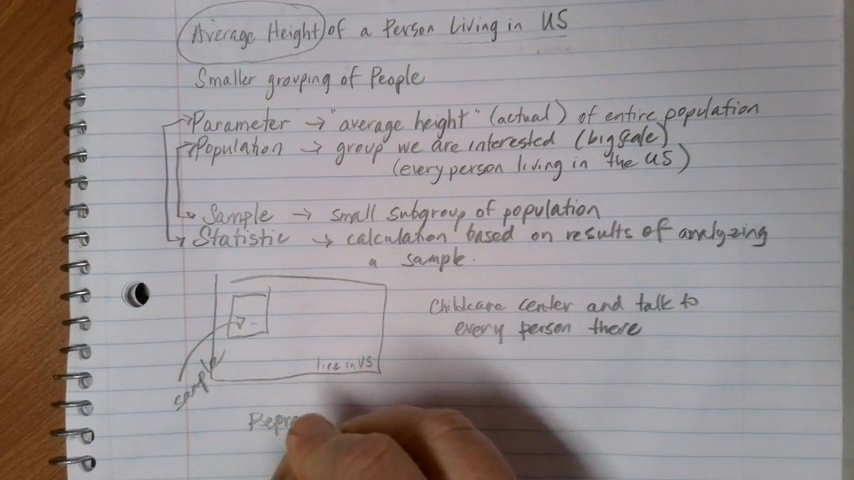 Average Height of a Person Living in US
Smaller grouping of People
Parameter → "average height" (actual) of entire population
Population → group we are interested (big scale)
(every person living in the US)
Sample → small subgroup of population
Statistic → calculation based on results of analyzing
a sample.
Childcare center and talk to
every person there
live in US
sample